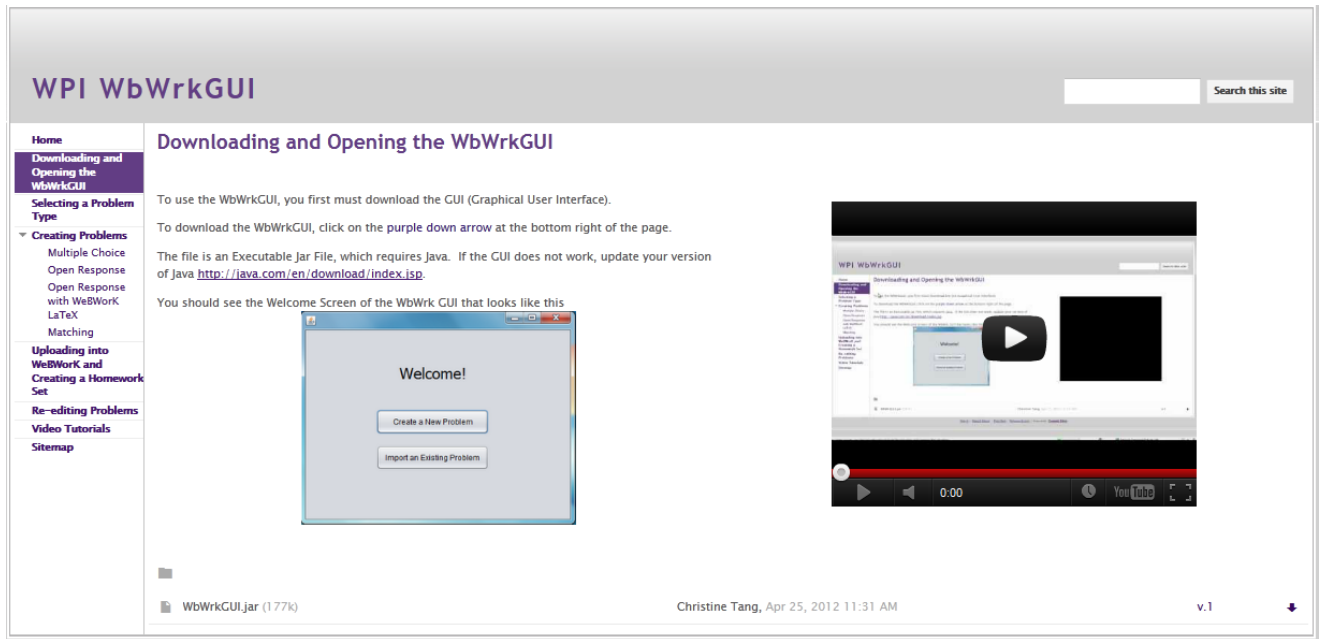 WPI WbWrkGUI
Search this site
Home
Downloading and
Opening the
WbWrkGUI
Selecting a Problem
Type
Creating Problems
Multiple Choice
Open Response
Open Response
with WeBWorK
LaTeX
Matching
Uploading into
WeBWorK and
Creating a Homework
Set
Re-editing Problems
Video Tutorials
Sitemap
Downloading and Opening the WbWrkGUI
To use the WbWrkGUI, you first must download the GUI (Graphical User Interface).
To download the WbWrkGUI, click on the purple down arrow at the bottom right of the page.
The file is an Executable Jar File, which requires Java. If the GUI does not work, update your version
of Java http://java.com/en/download/index.jsp.
You should see the Welcome Screen of the WbWrk GUI that looks like this
Welcome!
Create a New Problem
Import an Existing Problem
WPI WbWrkGUI
Downloading and Opening the WbWrkGUI
Welcome!
0:00
YouTube
WbWrkGUI.jar (177k)
Christine Tang, Apr 25, 2012 11:31 AM
v.1